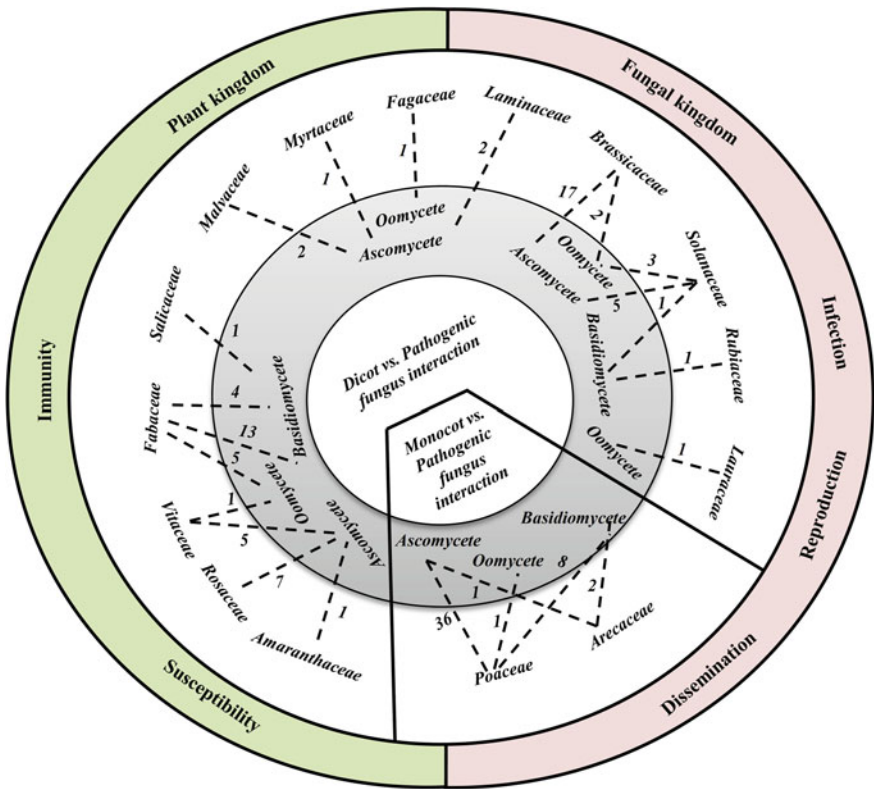 Plant kingdom
Fungal kingdom
Immunity
Infection
Reproduction
Susceptibility
Dissemination
Malvaceae
Myrtaceae
Fagaceae
Laminaceae
Brassicaceae
Solanaceae
Rubiaceae
Lauraceae
Salicaceae
Fabaceae
Vitaceae
Rosaceae
Amaranthaceae
Poaceae
Arecaceae
2
1
1
2
17
2
3
5
1
1
1
1
4
13
5
1
5
7
1
36
1
1
8
2
Oomycete
Ascomycete
Oomycete
Ascomycete
Basidiomycete
Oomycete
Basidiomycete
Oomycete
Ascomycete
Ascomycete
Oomycete
Basidiomycete
Dicot vs. Pathogenic
fungus interaction
Monocot vs.
Pathogenic
fungus
interaction